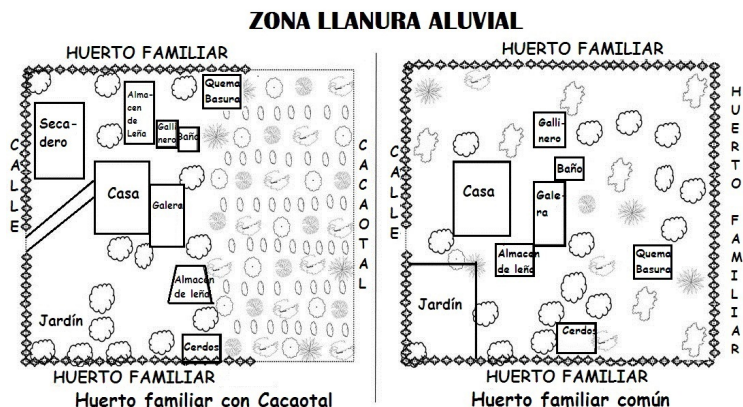 ZONA LLANURA ALUVIAL
HUERTO FAMILIAR
CALLE
Seca-
dero
Alma-
cen
de
Leña
Galli
nero
Baño
Quema
Basura
Casa
Galera
Almacen
de leña
Jardín
Cerdos
CACAOTAL
HUERTO FAMILIAR
Huerto familiar con Cacaotal
HUERTO FAMILIAR
CALLE
Galli-
nero
Baño
Casa
Gale-
ra
Almacen
de leña
Quema
Basura
Jardín
Cerdos
HUERTO FAMILIAR
HUERTO FAMILIAR
Huerto familiar común